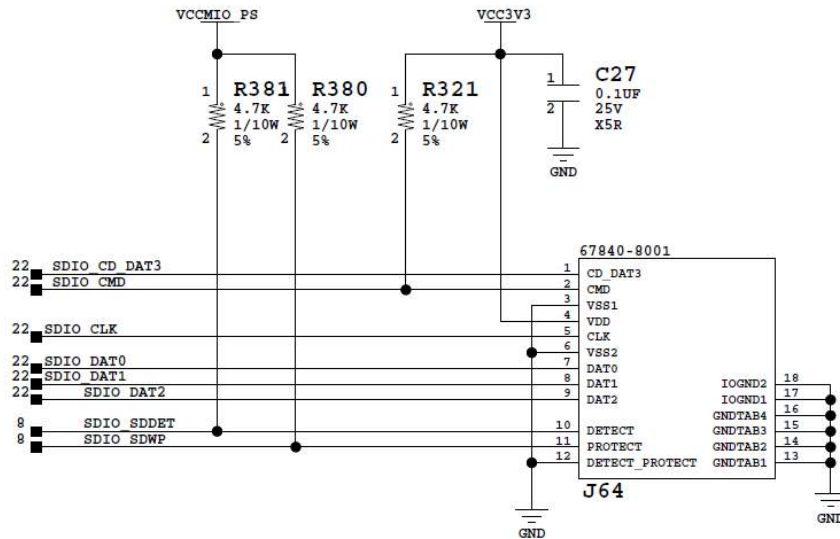 VCCMIO_PS
VCC3V3
1 R381
4.7K
2 1/10W
5%
1 R380
4.7K
2 1/10W
5%
1 R321
4.7K
2 1/10W
5%
1 C27
0.1UF
2 25V
X5R
GND
67840-8001
22 SDIO_CD_DAT3 1 CD_DAT3
22 SDIO_CMD 2 CMD
3 VSS1
4 VDD
22 SDIO_CLK 5 CLK
6 VSS2
22 SDIO_DAT0 7 DAT0
22 SDIO_DAT1 8 DAT1 IOGND2 18
22 SDIO_DAT2 9 DAT2 IOGND1 17
GNDTAB4 16
8 SDIO_SDDET 10 DETECT GNDTAB3 15
8 SDIO_SDWP 11 PROTECT GNDTAB2 14
12 DETECT_PROTECT GNDTAB1 13
J64
GND
GND